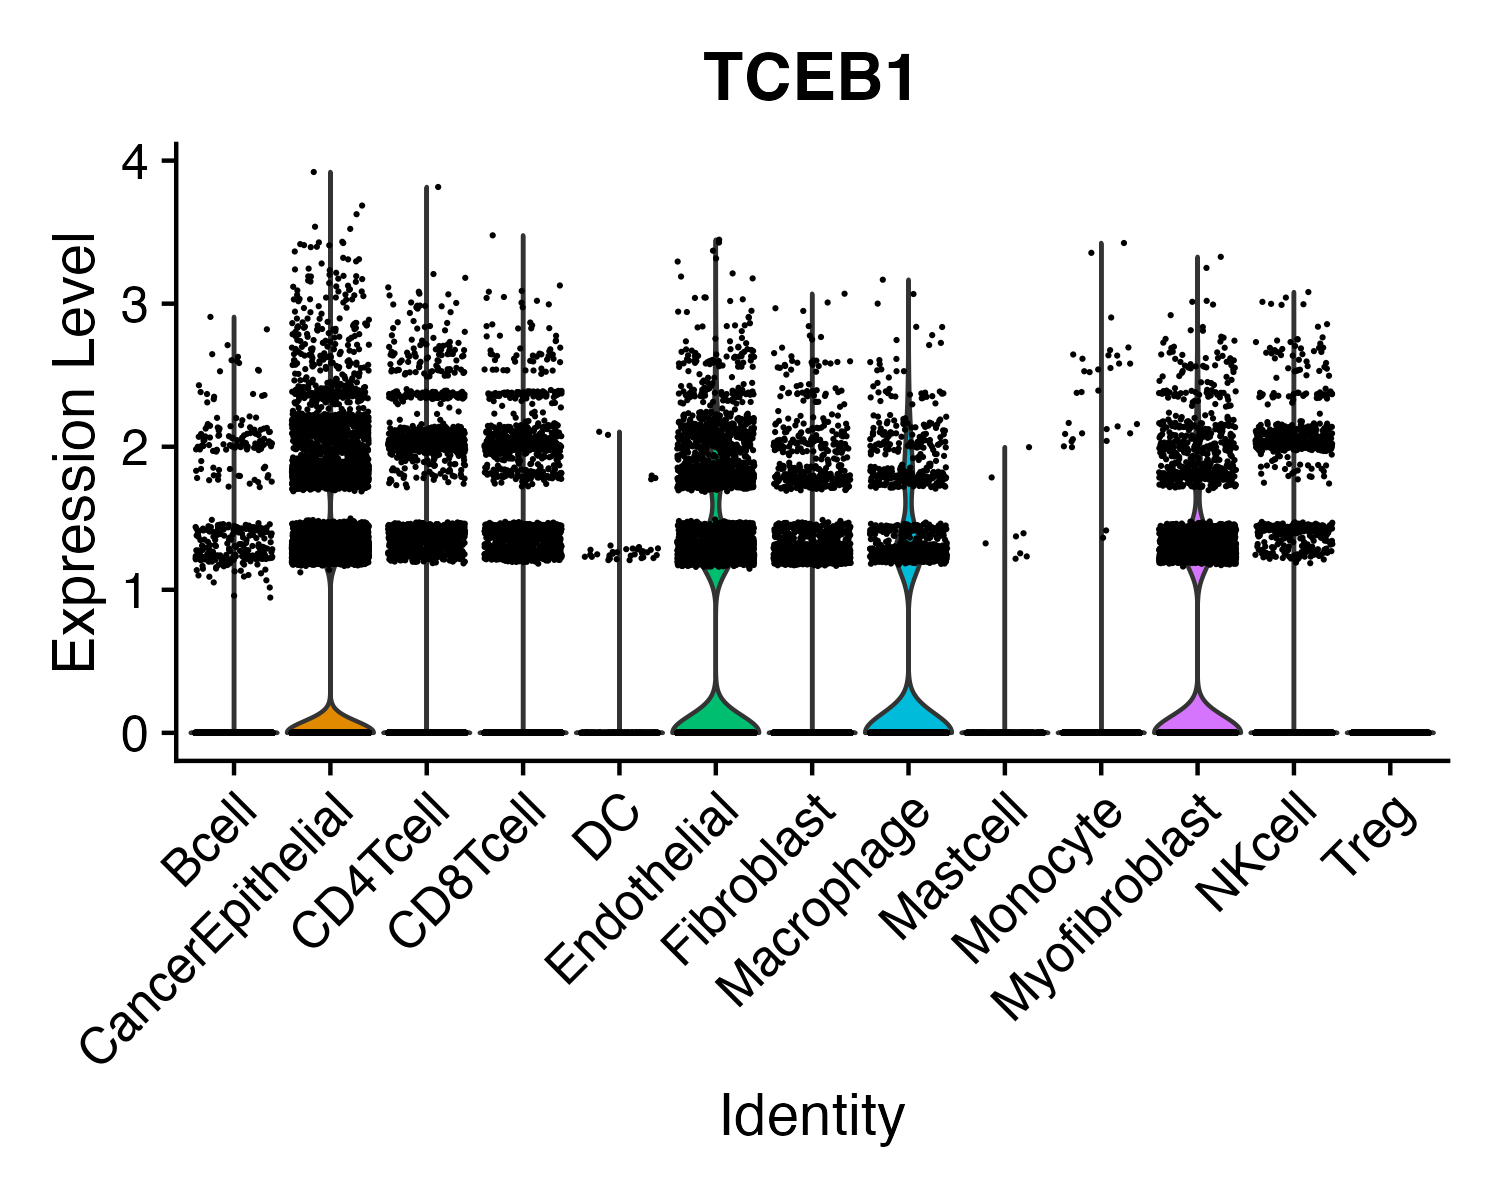 TCEB1
Expression Level
4
3
2
1
0
Bcell
CancerEpithelial
CD4Tcell
CD8Tcell
DC
Endothelial
Fibroblast
Macrophage
Mastcell
Monocyte
Myofibroblast
NKcell
Treg
Identity